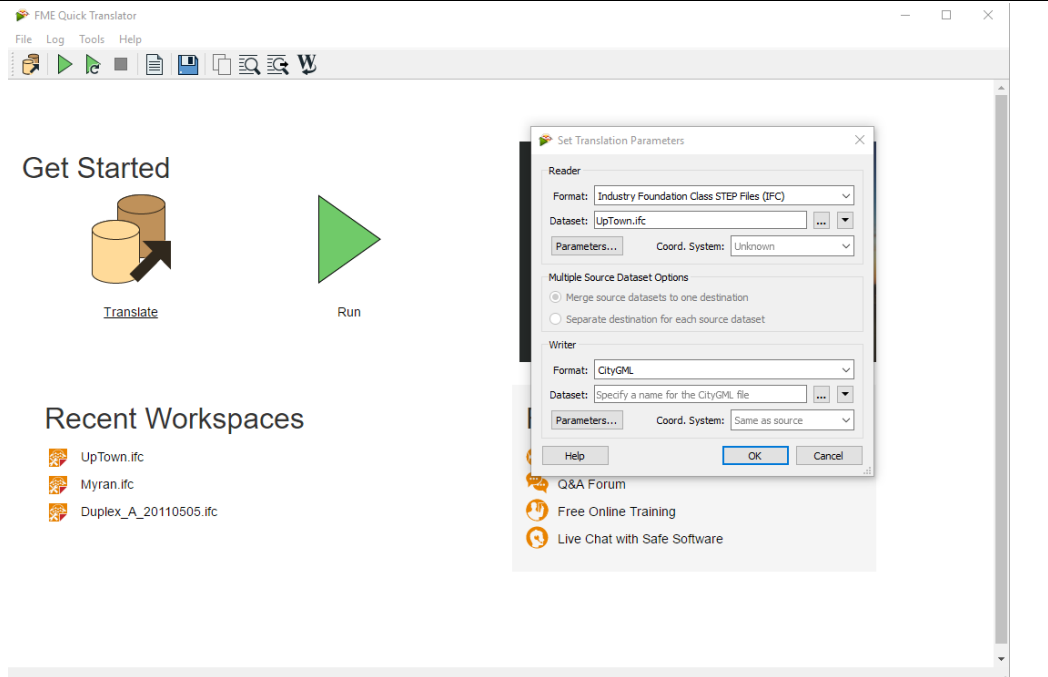 FME Quick Translator
File Log Tools Help
Get Started
Translate
Run
Recent Workspaces
UpTown.ifc
Myran.ifc
Duplex_A_20110505.ifc
Set Translation Parameters
Reader
Format: Industry Foundation Class STEP Files (IFC)
Dataset: UpTown.ifc ...
Parameters... Coord. System: Unknown
Multiple Source Dataset Options
Merge source datasets to one destination
Separate destination for each source dataset
Writer
Format: CityGML
Dataset: Specify a name for the CityGML file ...
Parameters... Coord. System: Same as source
Help OK Cancel
Q&A Forum
Free Online Training
Live Chat with Safe Software